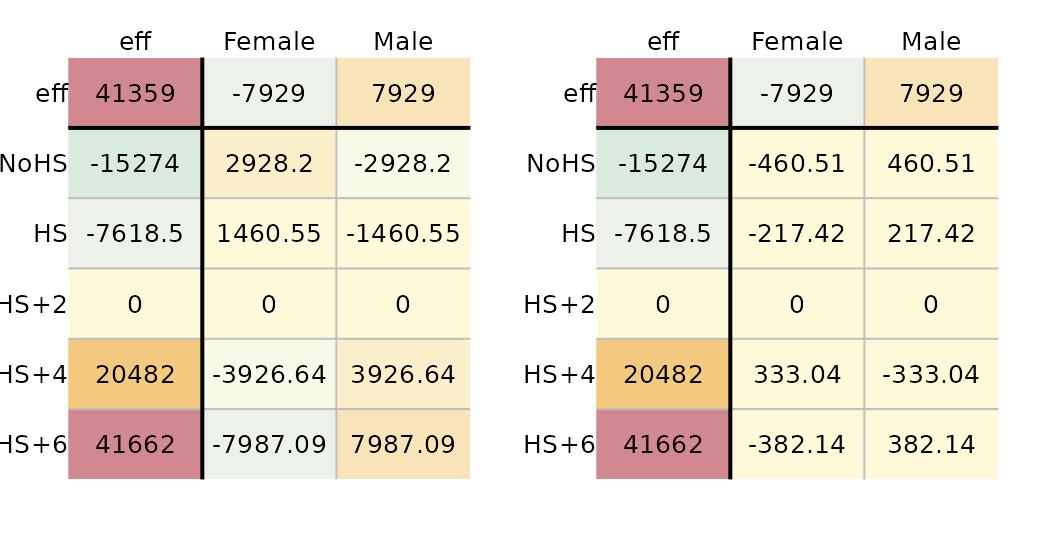 eff Female Male
eff 41359 -7929 7929
NoHS -15274 2928.2 -2928.2
HS -7618.5 1460.55 -1460.55
HS+2 0 0 0
HS+4 20482 -3926.64 3926.64
HS+6 41662 -7987.09 7987.09
eff Female Male
eff 41359 -7929 7929
NoHS -15274 -460.51 460.51
HS -7618.5 -217.42 217.42
HS+2 0 0 0
HS+4 20482 333.04 -333.04
HS+6 41662 -382.14 382.14